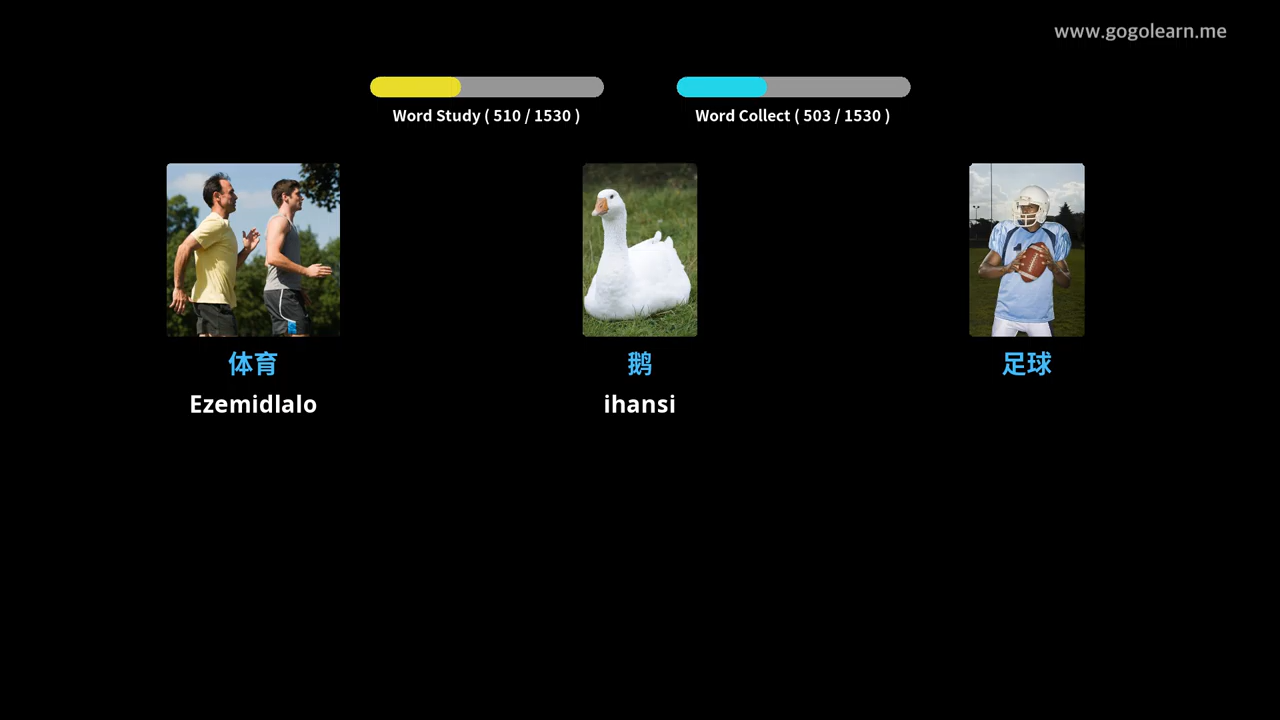 www.gogolearn.me
Word Study ( 510 / 1530 )
Word Collect ( 503 / 1530 )
体育
鹅
足球
Ezemidlalo
ihansi